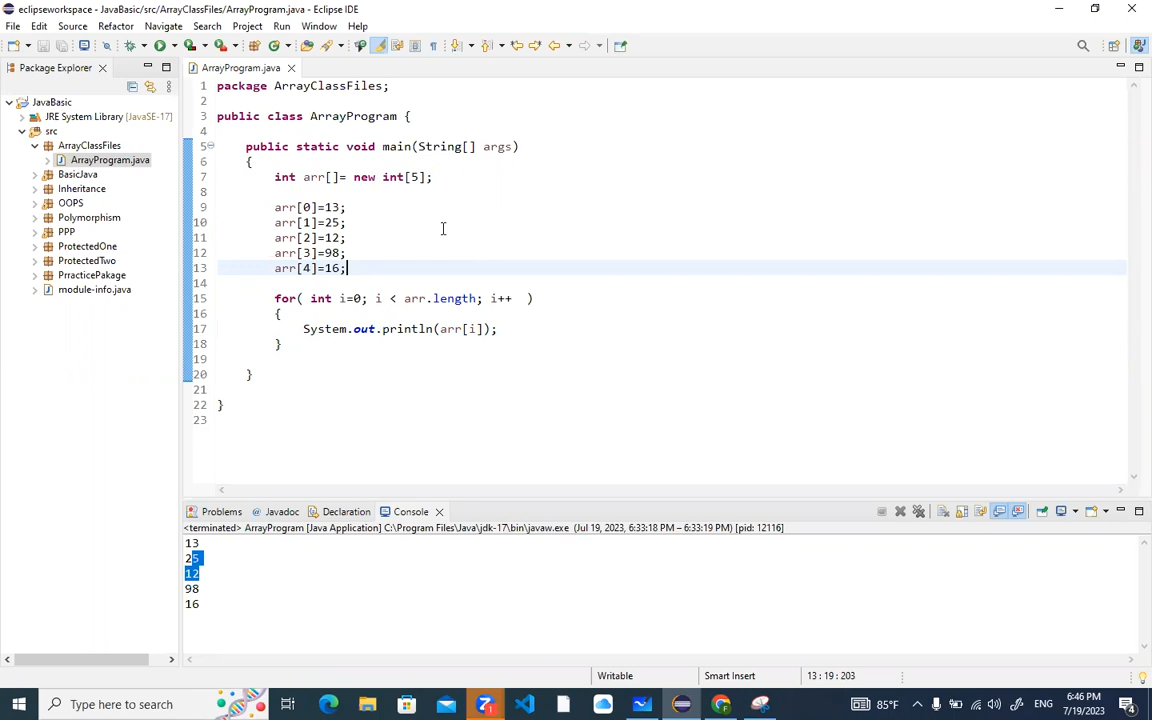 eclipseworkspace - JavaBasic/src/ArrayClassFiles/ArrayProgram.java - Eclipse IDE
File Edit Source Refactor Navigate Search Project Run Window Help
Package Explorer
ArrayProgram.java
JavaBasic
JRE System Library [JavaSE-17]
src
ArrayClassFiles
ArrayProgram.java
BasicJava
Inheritance
OOPS
Polymorphism
PPP
ProtectedOne
ProtectedTwo
PrracticePakage
module-info.java
1 package ArrayClassFiles;
2
3 public class ArrayProgram {
4
5 public static void main(String[] args)
6 {
7 int arr[]= new int[5];
8
9 arr[0]=13;
10 arr[1]=25;
11 arr[2]=12;
12 arr[3]=98;
13 arr[4]=16;
14
15 for( int i=0; i < arr.length; i++ )
16 {
17 System.out.println(arr[i]);
18 }
19
20 }
21
22 }
23
Problems Javadoc Declaration Console
<terminated> ArrayProgram [Java Application] C:\Program Files\Java\jdk-17\bin\javaw.exe (Jul 19, 2023, 6:33:18 PM – 6:33:19 PM) [pid: 12116]
13
25
12
98
16
Writable Smart Insert 13 : 19 : 203
Type here to search
85°F ENG 6:46 PM
7/19/2023
4